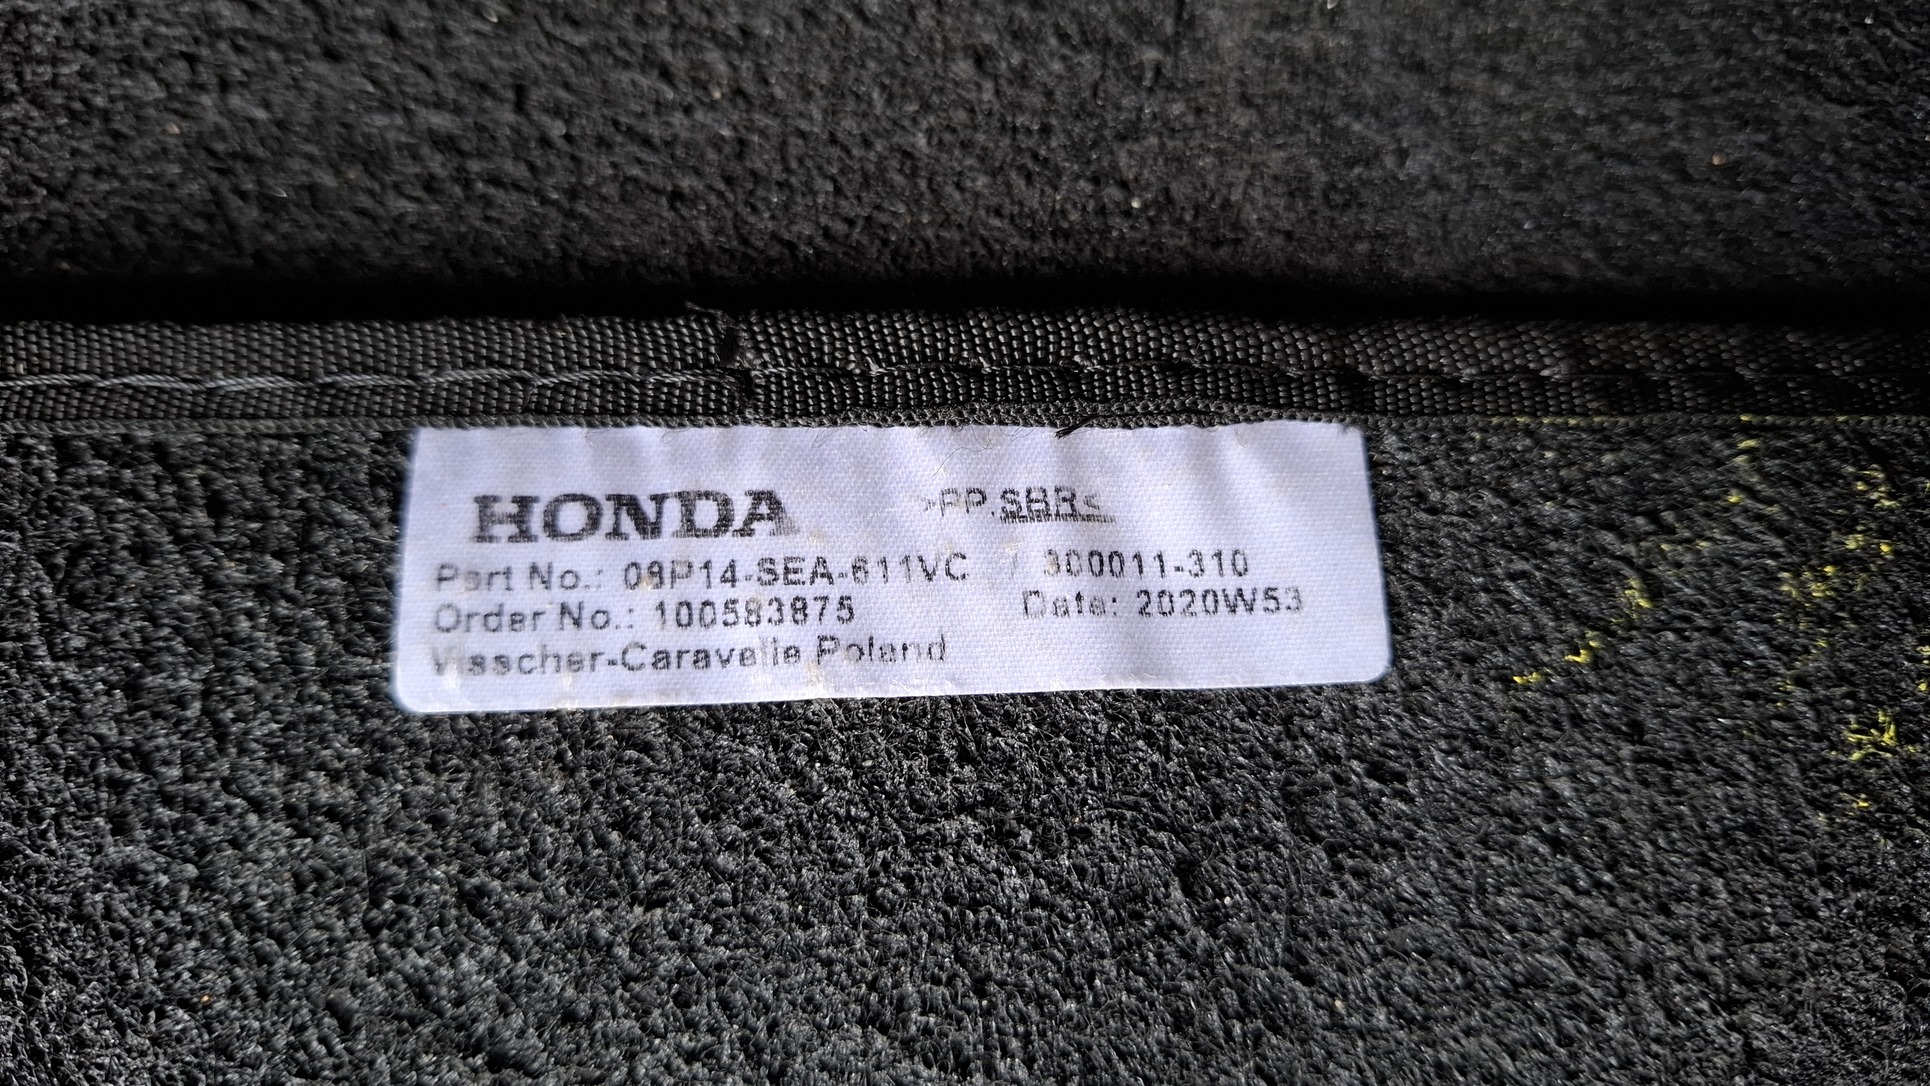 HONDA >PP.SBR<
Part No.: 08P14-SEA-611VC / 300011-310
Order No.: 100583875 Date: 2020W53
Visscher-Caravelle Poland